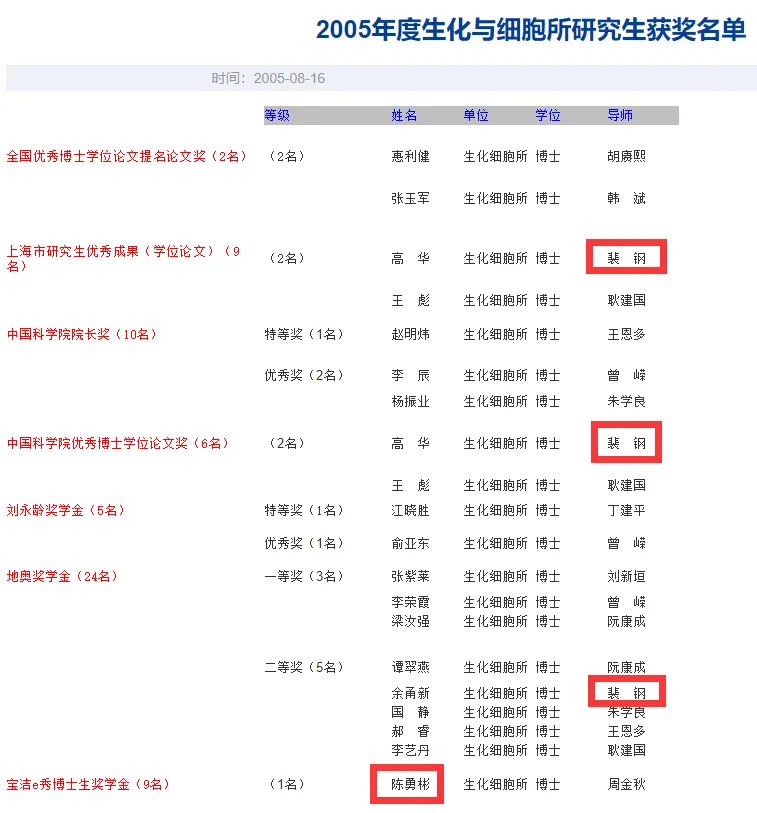 2005年度生化与细胞所研究生获奖名单
时间：2005-08-16
等级 姓名 单位 学位 导师
全国优秀博士学位论文提名论文奖（2名） （2名） 惠利健 生化细胞所 博士 胡赓熙
张玉军 生化细胞所 博士 韩 斌
上海市研究生优秀成果（学位论文）（9
名） （2名） 高 华 生化细胞所 博士 裴 钢
王 彪 生化细胞所 博士 耿建国
中国科学院院长奖（10名） 特等奖（1名） 赵明炜 生化细胞所 博士 王恩多
优秀奖（2名） 李 辰 生化细胞所 博士 曾 嵘
杨振业 生化细胞所 博士 朱学良
中国科学院优秀博士学位论文奖（6名） （2名） 高 华 生化细胞所 博士 裴 钢
王 彪 生化细胞所 博士 耿建国
刘永龄奖学金（5名） 特等奖（1名） 江晓胜 生化细胞所 博士 丁建平
优秀奖（1名） 俞亚东 生化细胞所 博士 曾 嵘
地奥奖学金（24名） 一等奖（3名） 张紫莱 生化细胞所 博士 刘新垣
李荣霞 生化细胞所 博士 曾 嵘
梁汝强 生化细胞所 博士 阮康成
二等奖（5名） 谭翠燕 生化细胞所 博士 阮康成
余甬新 生化细胞所 博士 裴 钢
国 静 生化细胞所 博士 朱学良
郝 睿 生化细胞所 博士 王恩多
李艺丹 生化细胞所 博士 耿建国
宝洁e秀博士生奖学金（9名） （1名） 陈勇彬 生化细胞所 博士 周金秋